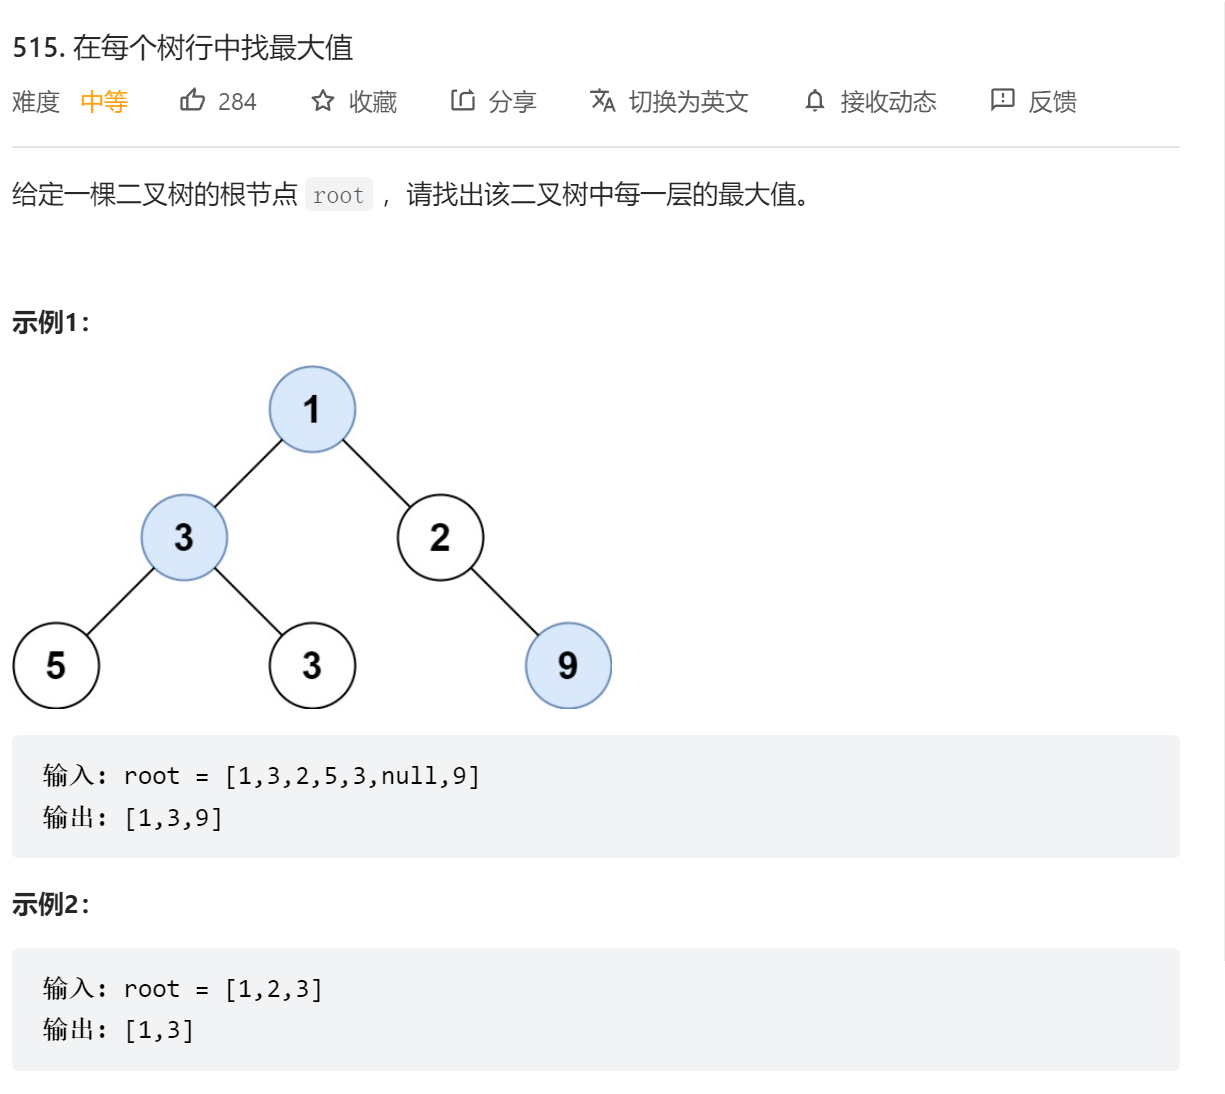 515. 在每个树行中找最大值
难度 中等 284 收藏 分享 切换为英文 接收动态 反馈
给定一棵二叉树的根节点 root ，请找出该二叉树中每一层的最大值。
示例1：
1
3 2
5 3 9
输入：root = [1,3,2,5,3,null,9]
输出：[1,3,9]
示例2：
输入：root = [1,2,3]
输出：[1,3]